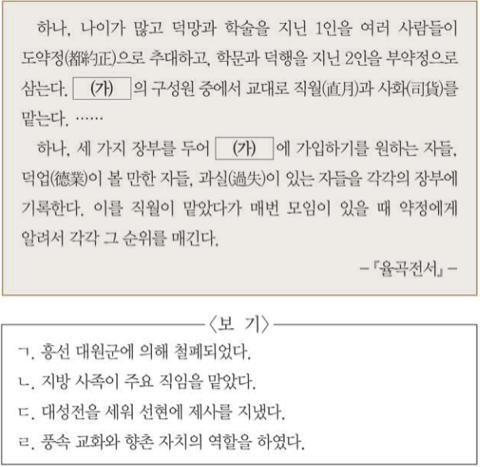 하나, 나이가 많고 덕망과 학술을 지닌 1인을 여러 사람들이
도약정(都約正)으로 추대하고, 학문과 덕행을 지닌 2인을 부약정으로
삼는다. (가) 의 구성원 중에서 교대로 직월(直月)과 사화(司貨)를
맡는다. ……
하나, 세 가지 장부를 두어 (가) 에 가입하기를 원하는 자들,
덕업(德業)이 볼 만한 자들, 과실(過失)이 있는 자들을 각각의 장부에
기록한다. 이를 직월이 맡았다가 매번 모임이 있을 때 약정에게
알려서 각각 그 순위를 매긴다.
-『율곡전서』-
〈보 기〉
ㄱ. 흥선 대원군에 의해 철폐되었다.
ㄴ. 지방 사족이 주요 직임을 맡았다.
ㄷ. 대성전을 세워 선현에 제사를 지냈다.
ㄹ. 풍속 교화와 향촌 자치의 역할을 하였다.